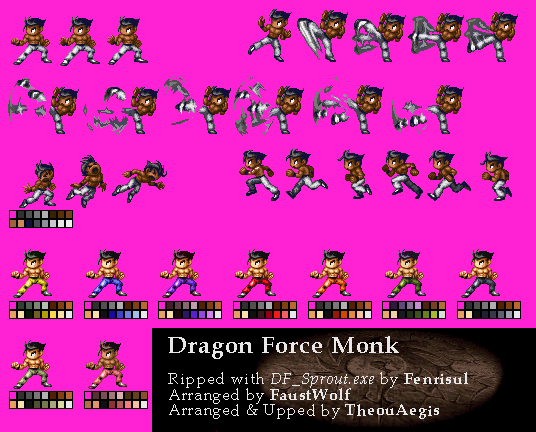 Dragon Force Monk
Ripped with DF_Sprout.exe by Fenrisul
Arranged by FaustWolf
Arranged & Upped by TheouAegis